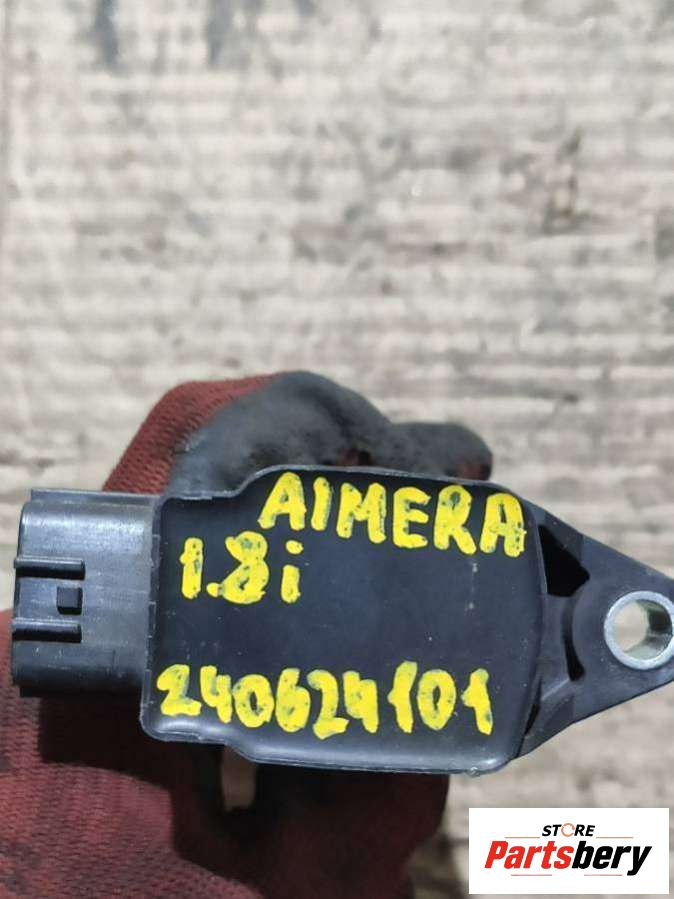 AIMERA
1.8i
240624101
STORE
Partsbery